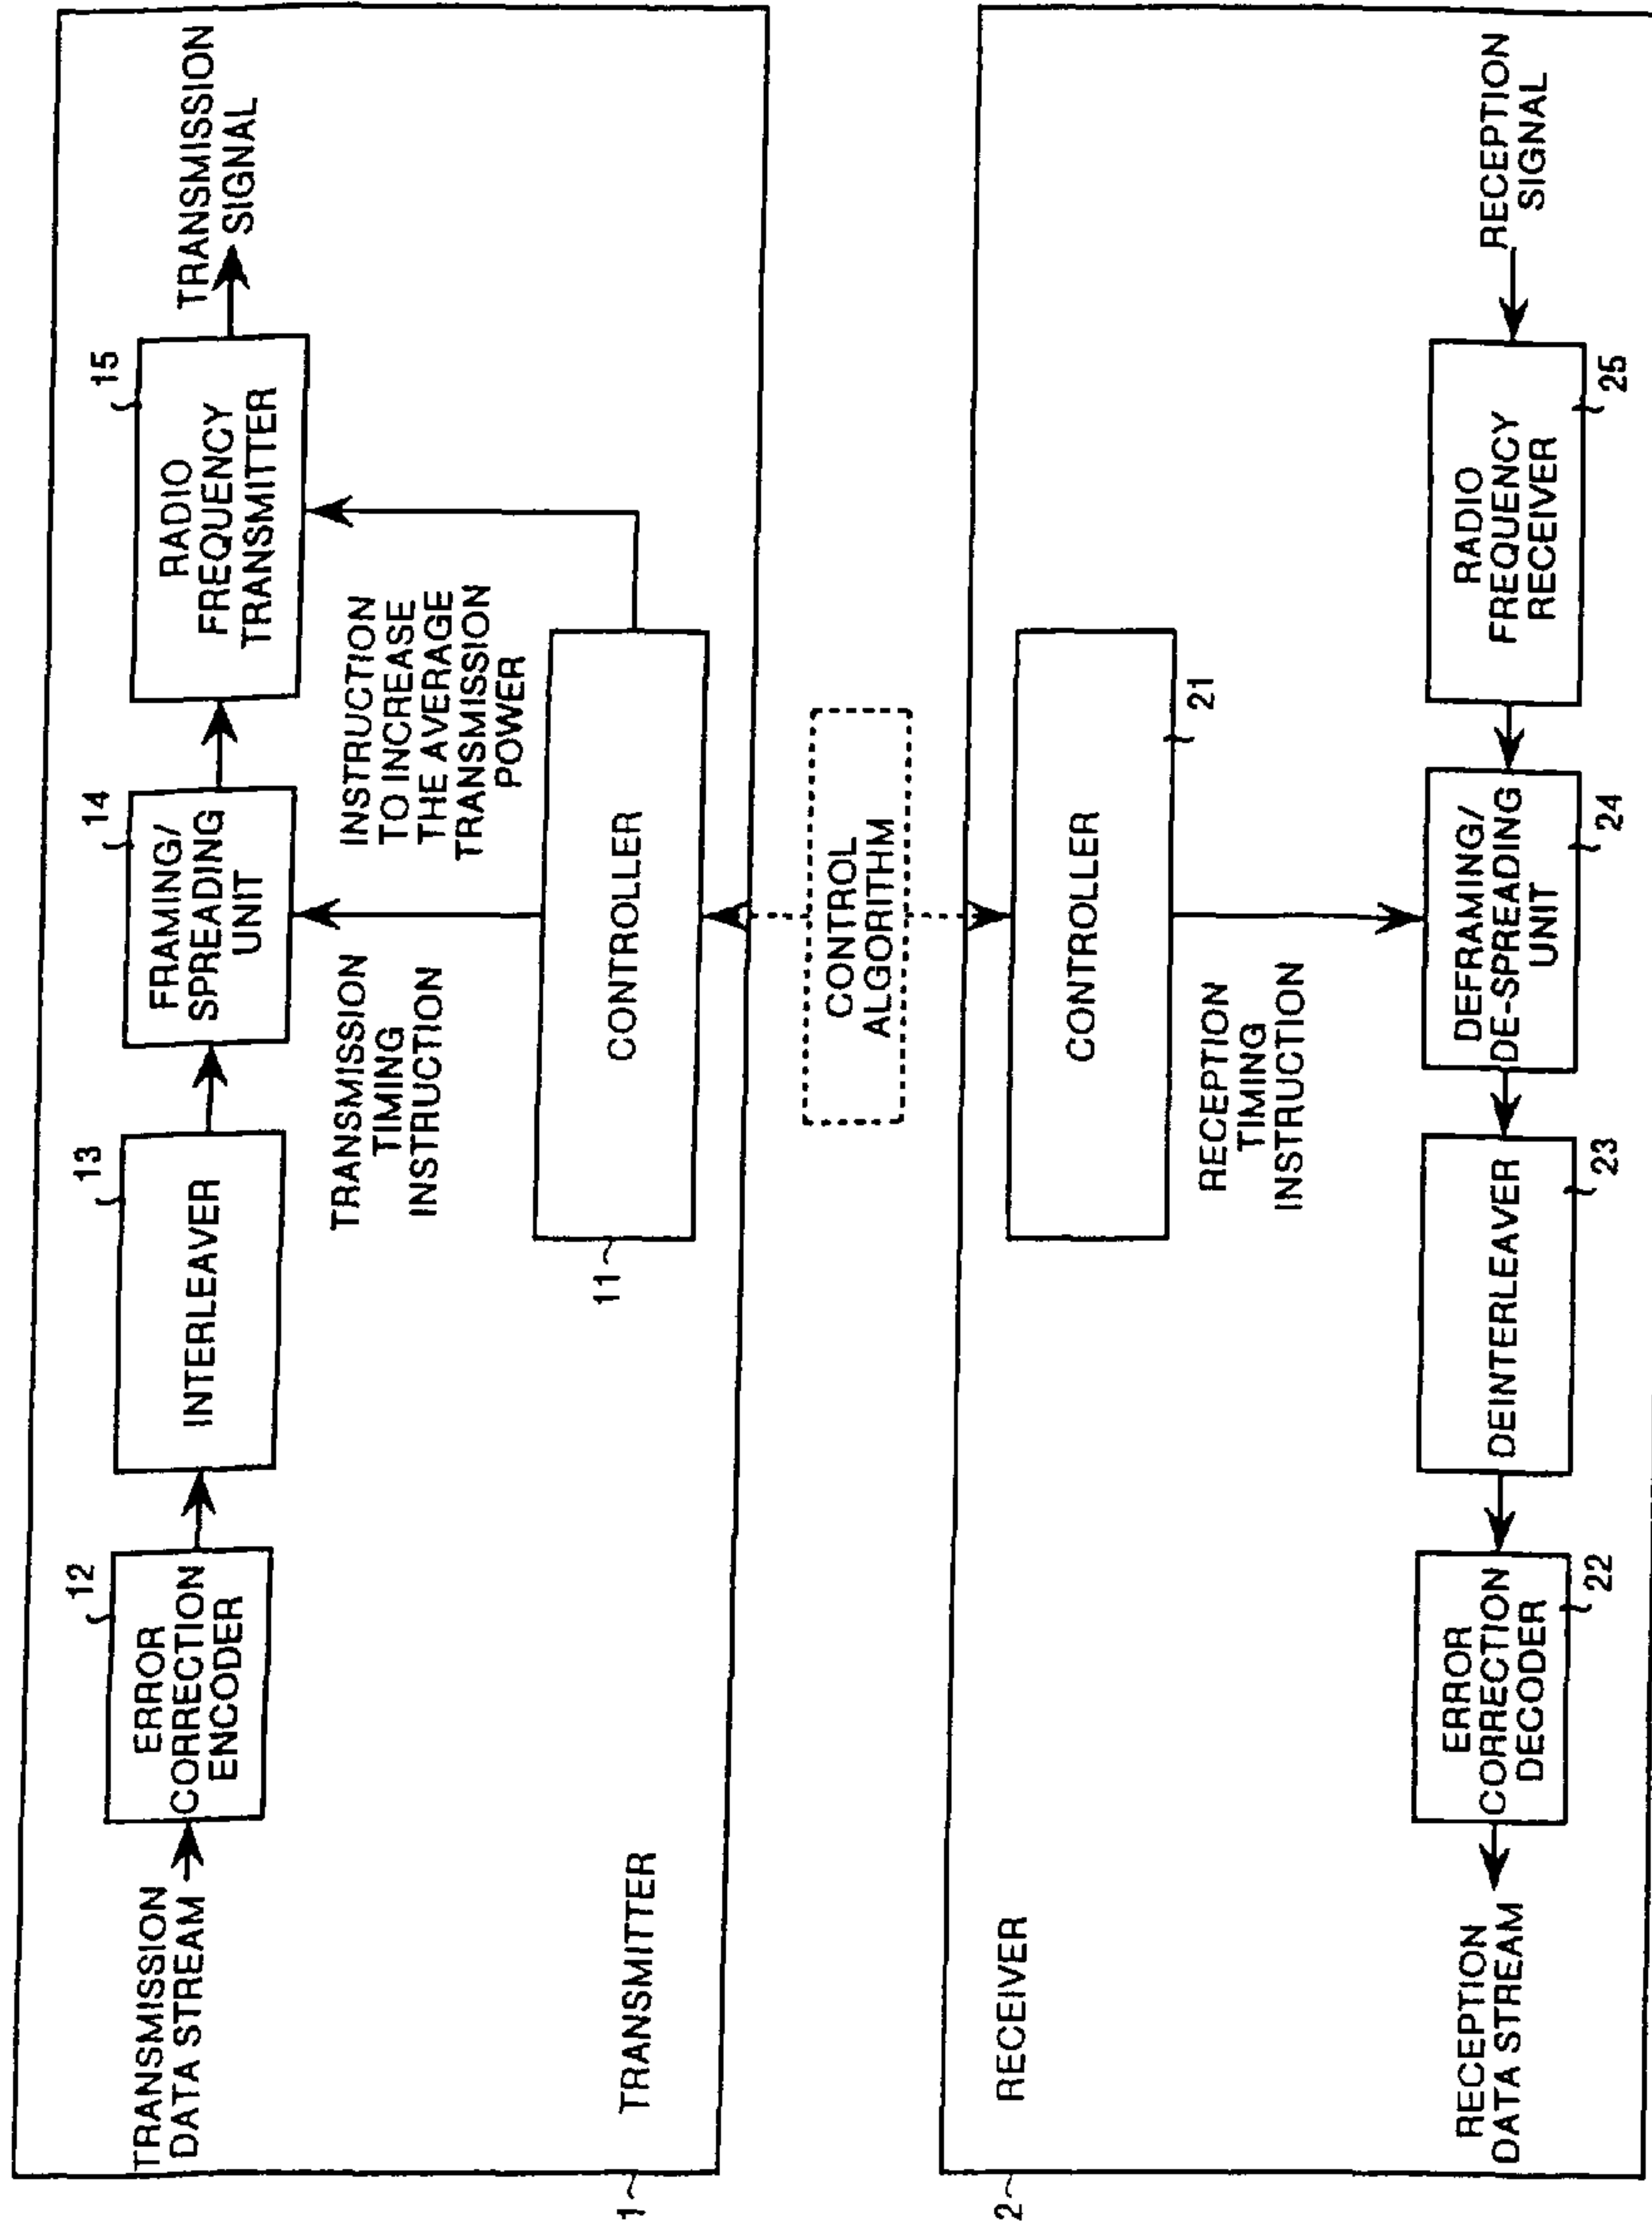 TRANSMISSION
DATA STREAM
12
ERROR
CORRECTION
ENCODER
13
INTERLEAVER
14
FRAMING/
SPREADING
UNIT
15
RADIO
FREQUENCY
TRANSMITTER
TRANSMISSION
SIGNAL
TRANSMISSION
TIMING
INSTRUCTION
INSTRUCTION
TO INCREASE
THE AVERAGE
TRANSMISSION
POWER
11
CONTROLLER
TRANSMITTER
1
CONTROL
ALGORITHM
2
RECEIVER
CONTROLLER
21
RECEPTION
TIMING
INSTRUCTION
RECEPTION
DATA STREAM
ERROR
CORRECTION
DECODER
22
DEINTERLEAVER
23
DEFRAMING/
DE-SPREADING
UNIT
24
RADIO
FREQUENCY
RECEIVER
25
RECEPTION
SIGNAL